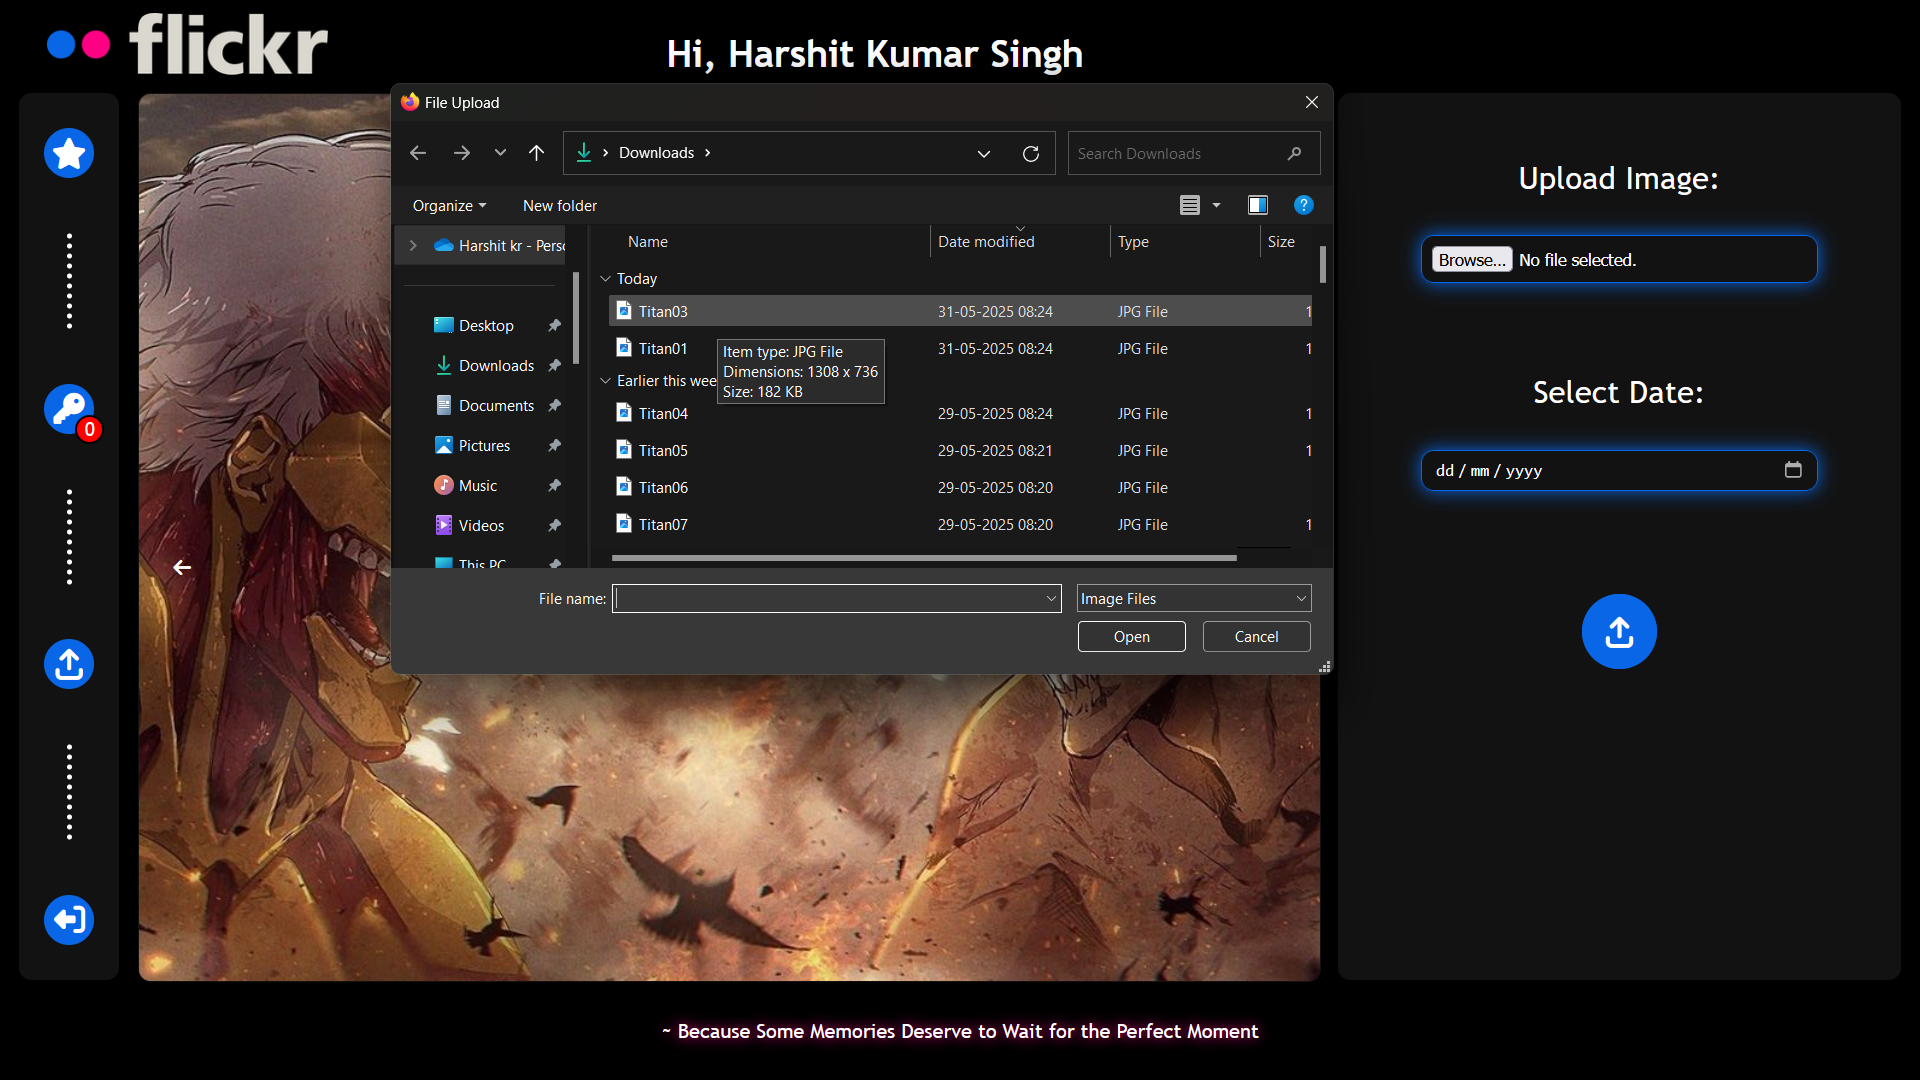 flickr
Hi, Harshit Kumar Singh
File Upload
Downloads
Search Downloads
Organize
New folder
?
Harshit kr - Perso
Desktop
Downloads
Documents
Pictures
Music
Videos
This PC
Name Date modified Type Size
Today
Titan03 31-05-2025 08:24 JPG File 1
Titan01 31-05-2025 08:24 JPG File 1
Item type: JPG File
Dimensions: 1308 x 736
Size: 182 KB
Earlier this wee
Titan04 29-05-2025 08:24 JPG File 1
Titan05 29-05-2025 08:21 JPG File 1
Titan06 29-05-2025 08:20 JPG File
Titan07 29-05-2025 08:20 JPG File 1
File name:
Image Files
Open
Cancel
0
Upload Image:
Browse... No file selected.
Select Date:
dd / mm / yyyy
~ Because Some Memories Deserve to Wait for the Perfect Moment